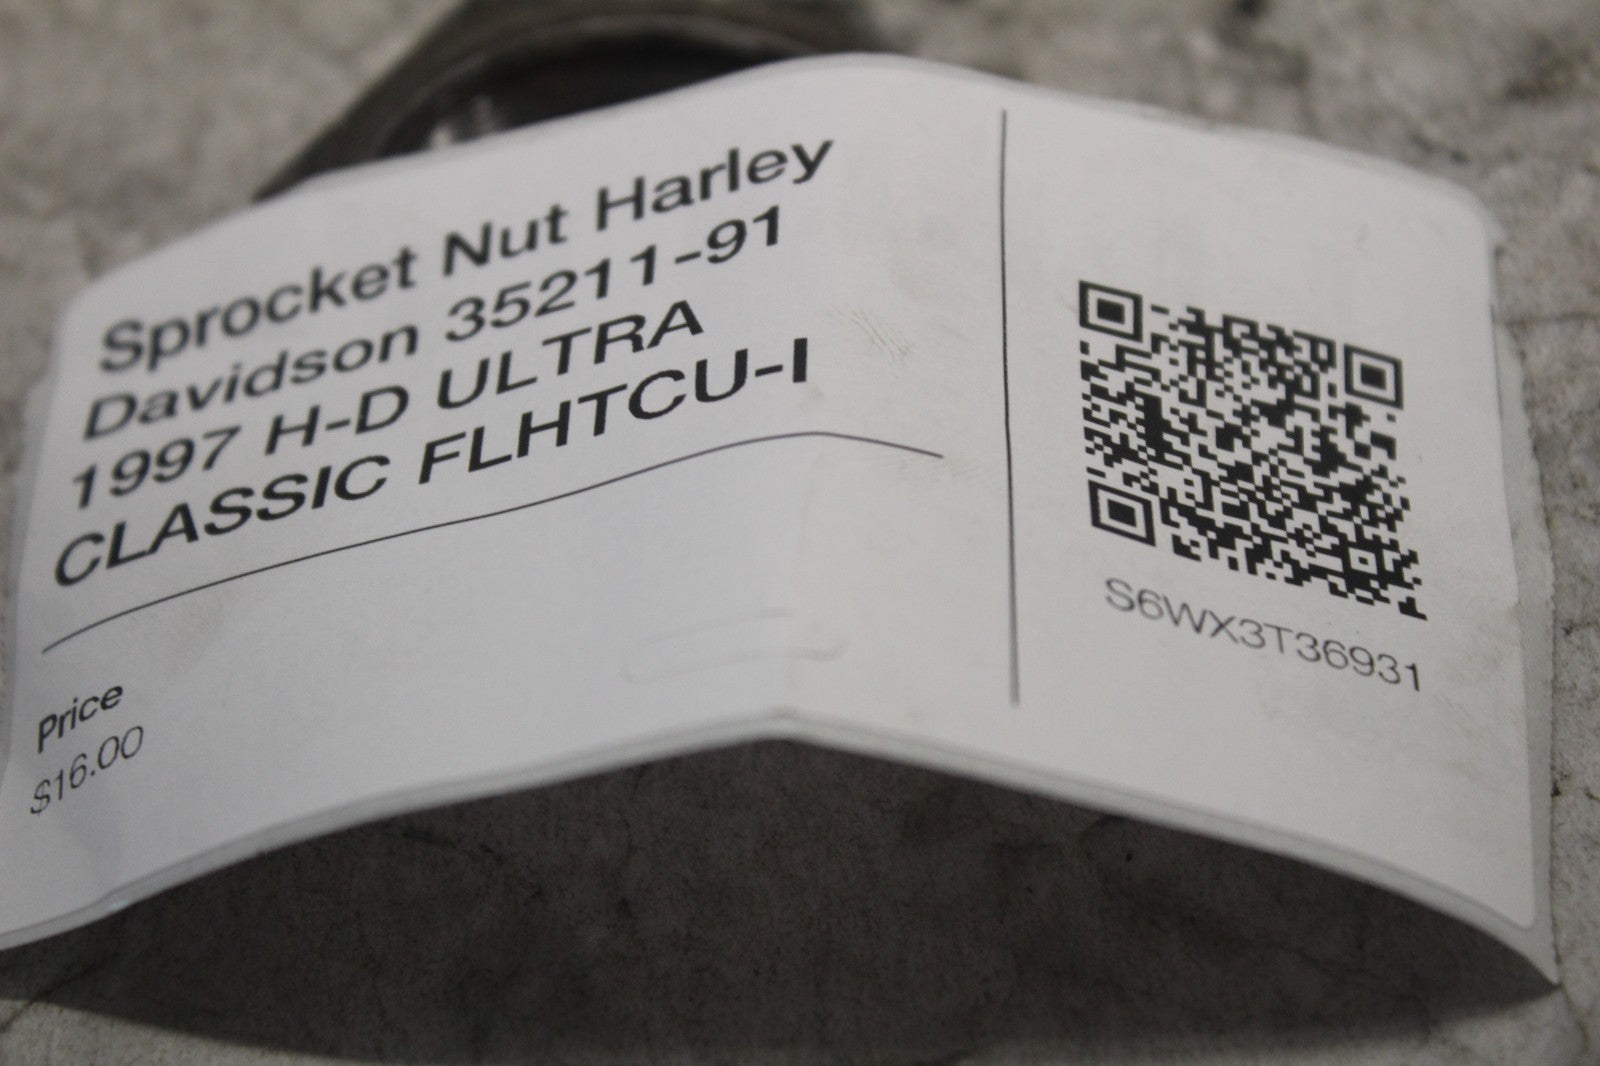 Sprocket Nut Harley
Davidson 35211-91
1997 H-D ULTRA
CLASSIC FLHTCU-I
Price
$16.00
S6WX3T36931